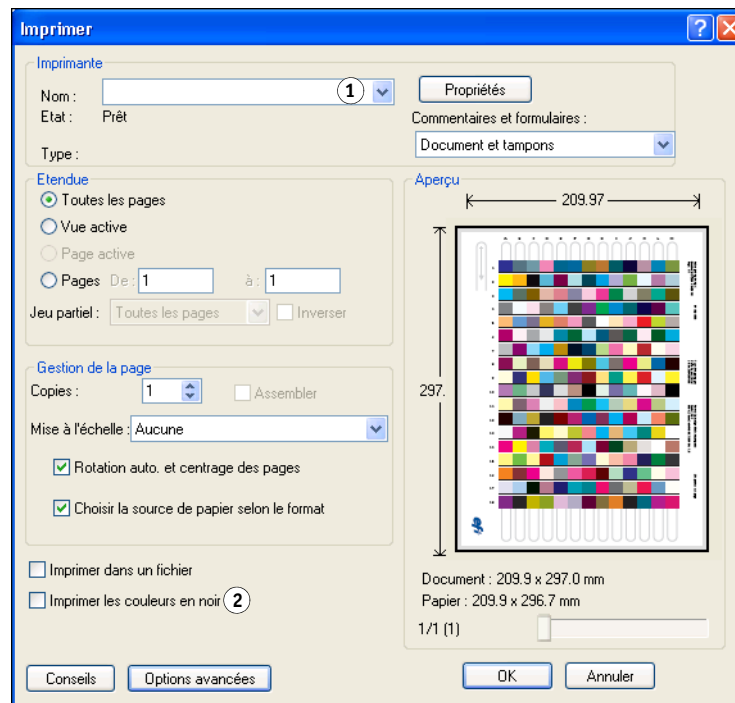 Imprimer
Imprimante
Nom :
1
Propriétés
Etat : Prêt
Commentaires et formulaires :
Type :
Document et tampons
Etendue
Toutes les pages
Vue active
Page active
Pages De : 1 à : 1
Jeu partiel : Toutes les pages Inverser
Gestion de la page
Copies : 1 Assembler
Mise à l'échelle : Aucune
Rotation auto. et centrage des pages
Choisir la source de papier selon le format
Imprimer dans un fichier
Imprimer les couleurs en noir 2
Aperçu
209.97
297.
Document : 209.9 x 297.0 mm
Papier : 209.9 x 296.7 mm
1/1 (1)
Conseils
Options avancées
OK
Annuler